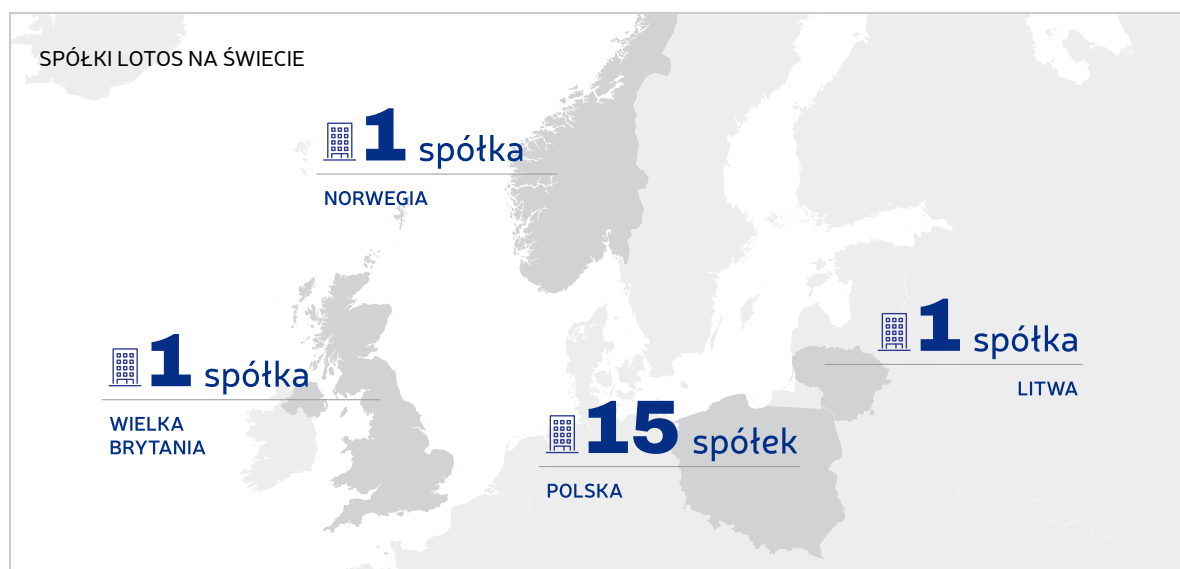 SPÓŁKI LOTOS NA ŚWIECIE
1 spółka
NORWEGIA
1 spółka
LITWA
1 spółka
WIELKA
BRYTANIA
15 spółek
POLSKA